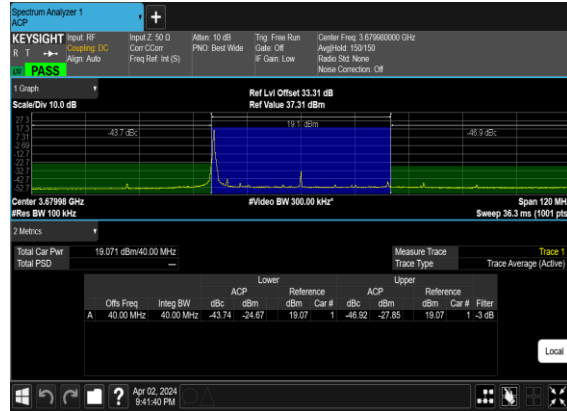 Spectrum Analyzer 1
ACP
+
KEYSIGHT Input: RF Input Z: 50 Ω Atten: 10 dB Trig: Free Run Center Freq: 3.679980000 GHz
R T Coupling: DC Corr CCorr PNO: Best Wide Gate: Off Avg|Hold: 150/150
Align: Auto Freq Ref: Int (S) IF Gain: Low Radio Std: None
PASS Noise Correction: Off
1 Graph Ref Lvl Offset 33.31 dB
Scale/Div 10.0 dB Ref Value 37.31 dBm
27.3
17.3 19.1 dBm
7.31 -43.7 dBc -46.9 dBc
-2.69
-12.7
-22.7
-32.7
-42.7
-52.7
Center 3.67998 GHz #Video BW 300.00 kHz* Span 120 MH
#Res BW 100 kHz Sweep 36.3 ms (1001 pts
2 Metrics
Total Car Pwr 19.071 dBm/40.00 MHz Measure Trace Trace 1
Total PSD --- Trace Type Trace Average (Active)
Lower Upper
ACP Reference ACP Reference
Offs Freq Integ BW dBc dBm dBm Car # dBc dBm dBm Car # Filter
A 40.00 MHz 40.00 MHz -43.74 -24.67 19.07 1 -46.92 -27.85 19.07 1 -3 dB
Local
? Apr 02, 2024
9:41:40 PM